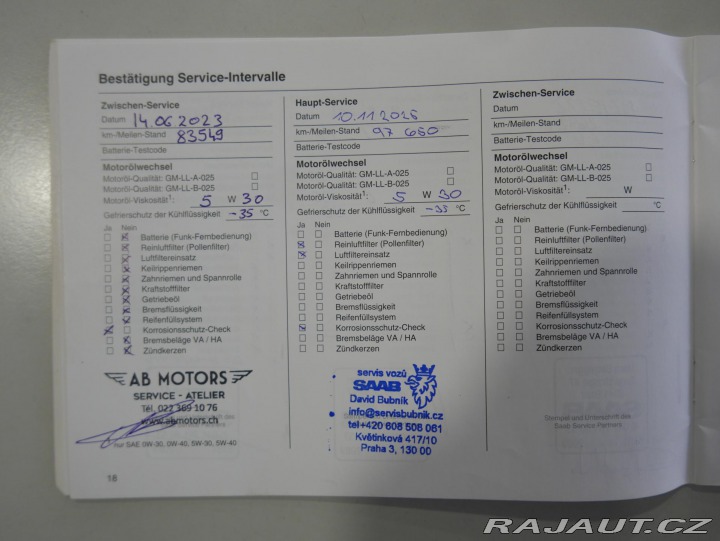 Bestätigung Service-Intervalle
Zwischen-Service
Datum 14.06.2023
km-/Meilen-Stand 83549
Batterie-Testcode
Motorölwechsel
Motoröl-Qualität: GM-LL-A-025
Motoröl-Qualität: GM-LL-B-025
Motoröl-Viskosität¹: 5 W 30
Gefrierschutz der Kühlflüssigkeit -35 °C
Ja Nein
Batterie (Funk-Fernbedienung)
Reinluftfilter (Pollenfilter)
Luftfiltereinsatz
Keilrippenriemen
Zahnriemen und Spannrolle
Kraftstofffilter
Getriebeöl
Bremsflüssigkeit
Reifenfüllsystem
Korrosionsschutz-Check
Bremsbeläge VA / HA
Zündkerzen
AB MOTORS
SERVICE - ATELIER
Tél. 022 369 10 76
www.abmotors.ch
nur SAE 0W-30, 0W-40, 5W-30, 5W-40
16
Haupt-Service
Datum 10.11.2025
km-/Meilen-Stand 97 650
Batterie-Testcode
Motorölwechsel
Motoröl-Qualität: GM-LL-A-025
Motoröl-Qualität: GM-LL-B-025
Motoröl-Viskosität¹: 5 W 30
Gefrierschutz der Kühlflüssigkeit -35 °C
Ja Nein
Batterie (Funk-Fernbedienung)
Reinluftfilter (Pollenfilter)
Luftfiltereinsatz
Keilrippenriemen
Zahnriemen und Spannrolle
Kraftstofffilter
Getriebeöl
Bremsflüssigkeit
Reifenfüllsystem
Korrosionsschutz-Check
Bremsbeläge VA / HA
Zündkerzen
servis vozů
SAAB
David Bubník
info@servisbubnik.cz
tel+420 608 506 061
Květinková 417/10
Praha 3, 130 00
Zwischen-Service
Datum
km-/Meilen-Stand
Batterie-Testcode
Motorölwechsel
Motoröl-Qualität: GM-LL-A-025
Motoröl-Qualität: GM-LL-B-025
Motoröl-Viskosität¹: W
Gefrierschutz der Kühlflüssigkeit °C
Ja Nein
Batterie (Funk-Fernbedienung)
Reinluftfilter (Pollenfilter)
Luftfiltereinsatz
Keilrippenriemen
Zahnriemen und Spannrolle
Kraftstofffilter
Getriebeöl
Bremsflüssigkeit
Reifenfüllsystem
Korrosionsschutz-Check
Bremsbeläge VA / HA
Zündkerzen
Stempel und Unterschrift des
Saab Service Partners
RAJAUT.CZ